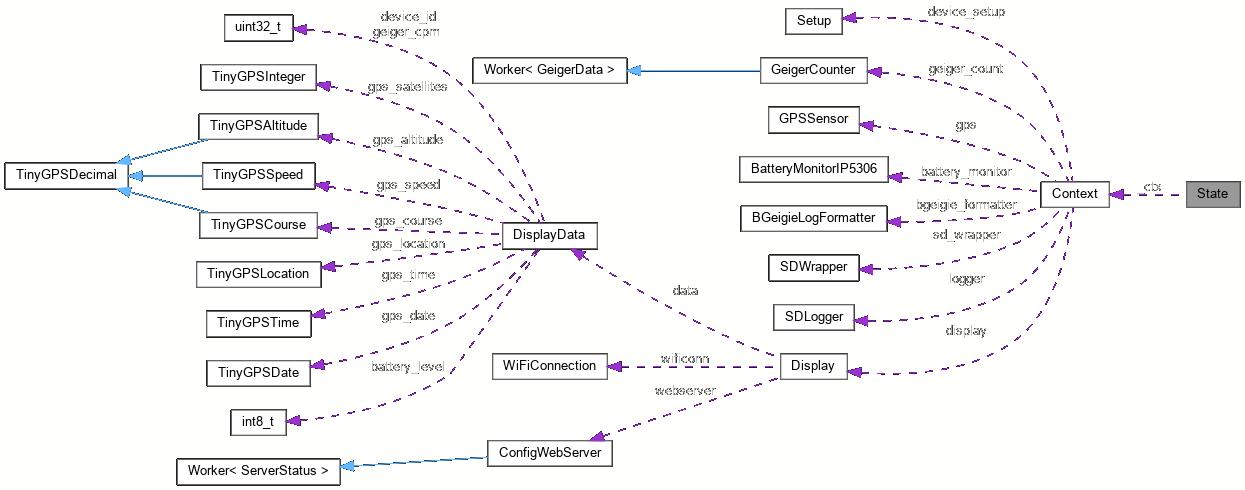 uint32_t
device_id
geiger_cpm
Setup
device_setup
TinyGPSInteger
gps_satellites
Worker< GeigerData >
GeigerCounter
geiger_count
TinyGPSAltitude
gps_altitude
GPSSensor
gps
TinyGPSDecimal
TinyGPSSpeed
gps_speed
BatteryMonitorIP5306
battery_monitor
Context
_ctx
State
TinyGPSCourse
gps_course
BGeigieLogFormatter
bgeigie_formatter
DisplayData
gps_location
sd_wrapper
TinyGPSLocation
gps_time
SDWrapper
logger
data
TinyGPSTime
gps_date
SDLogger
display
TinyGPSDate
battery_level
WiFiConnection
wificonn
Display
webserver
int8_t
ConfigWebServer
Worker< ServerStatus >